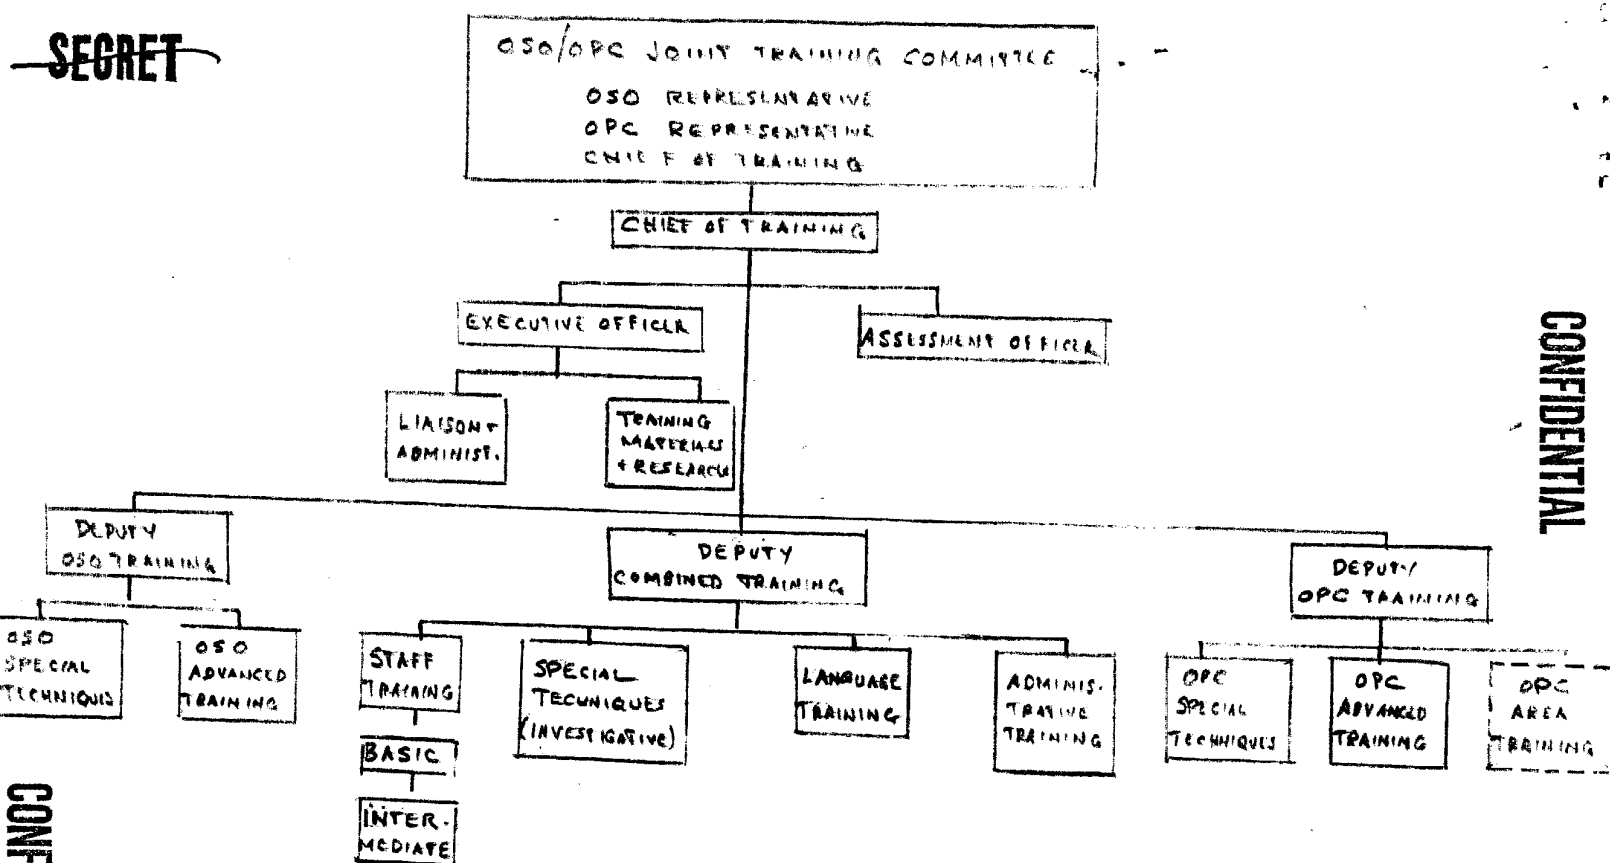 SECRET
OSO/OPC JOINT TRAINING COMMITTEE
OSO REPRESENTATIVE
OPC REPRESENTATIVE
CHIEF OF TRAINING
CHIEF OF TRAINING
EXECUTIVE OFFICER
ASSESSMENT OFFICER
LIAISON +
ADMINIST.
TRAINING
MATERIALS
+ RESEARCH
CONFIDENTIAL
DEPUTY
OSO TRAINING
DEPUTY
COMBINED TRAINING
DEPUTY
OPC TRAINING
OSO
SPECIAL
TECHNIQUES
OSO
ADVANCED
TRAINING
STAFF
TRAINING
BASIC
INTER-
MEDIATE
SPECIAL
TECUNIQUES
(INVESTIGATIVE)
LANGUAGE
TRAINING
ADMINIS-
TRATIVE
TRAINING
OPC
SPECIAL
TECHNIQUES
OPC
ADVANCED
TRAINING
OPC
AREA
TRAINING
CONF